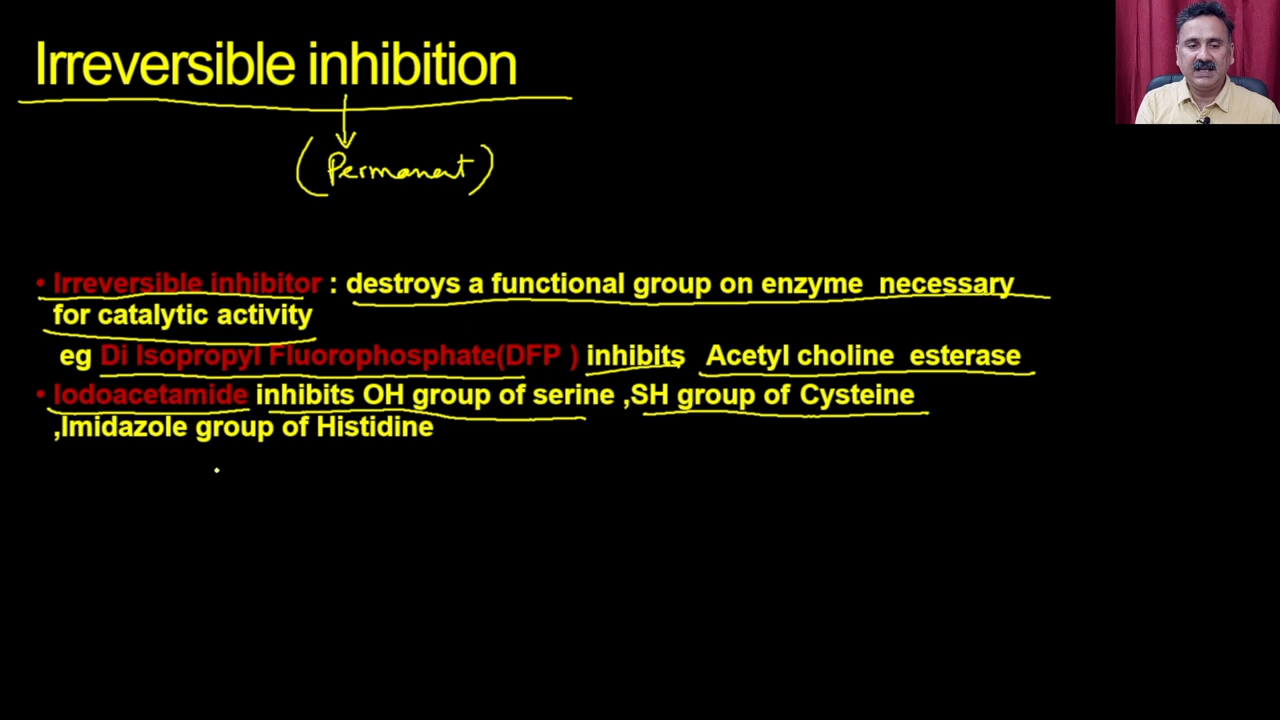 Irreversible inhibition
(Permanent)
• Irreversible inhibitor : destroys a functional group on enzyme necessary
for catalytic activity
eg Di Isopropyl Fluorophosphate(DFP ) inhibits Acetyl choline esterase
• Iodoacetamide inhibits OH group of serine ,SH group of Cysteine
,Imidazole group of Histidine